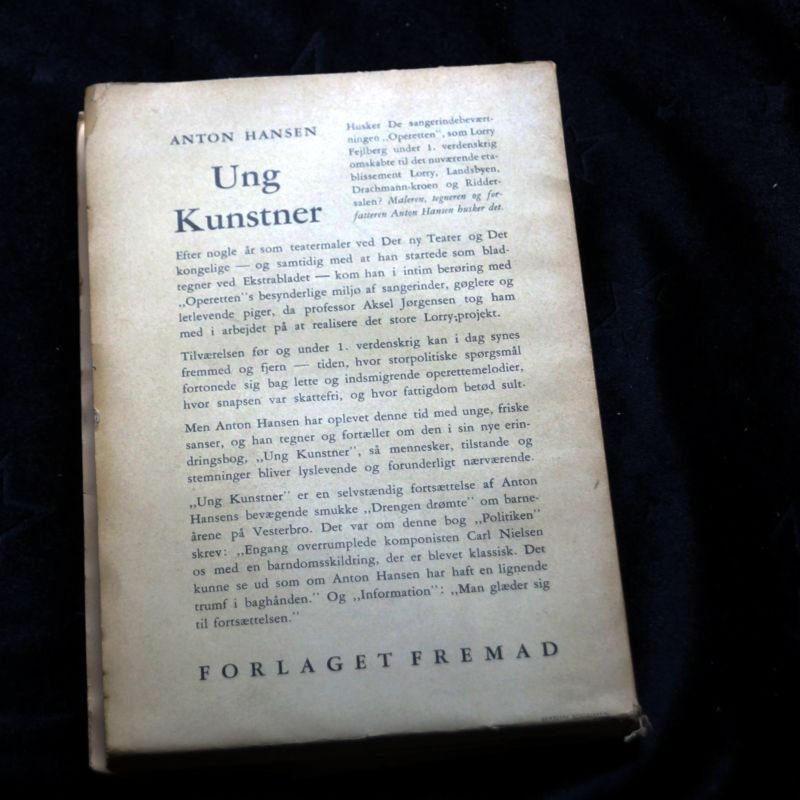 ANTON HANSEN
Ung
Kunstner
Husker De sangerindebevært-
ningen „Operetten", som Lorry
Fejlberg under 1. verdenskrig
omskabte til det nuværende eta-
blissement Lorry, Landsbyen,
Drachmann-kroen og Ridder-
salen? Maleren, tegneren og for-
fatteren Anton Hansen husker det.
Efter nogle år som teatermaler ved Det ny Teater og Det
kongelige — og samtidig med at han startede som blad-
tegner ved Ekstrabladet — kom han i intim berøring med
„Operetten"s besynderlige miljø af sangerinder, gøglere og
letlevende piger, da professor Aksel Jørgensen tog ham
med i arbejdet på at realisere det store Lorry-projekt.
Tilværelsen før og under 1. verdenskrig kan i dag synes
fremmed og fjern — tiden, hvor storpolitiske spørgsmål
fortonede sig bag lette og indsmigrende operettemelodier,
hvor snapsen var skattefri, og hvor fattigdom betød sult-
Men Anton Hansen har oplevet denne tid med unge, friske
sanser, og han tegner og fortæller om den i sin nye erin-
dringsbog, „Ung Kunstner", så mennesker, tilstande og
stemninger bliver lyslevende og forunderligt nærværende.
„Ung Kunstner" er en selvstændig fortsættelse af Anton
Hansens bevægende smukke „Drengen drømte" om barne-
årene på Vesterbro. Det var om denne bog „Politiken"
skrev: „Engang overrumplede komponisten Carl Nielsen
os med en barndomsskildring, der er blevet klassisk. Det
kunne se ud som om Anton Hansen har haft en lignende
trumf i baghånden." Og „Information": „Man glæder sig
til fortsættelsen."
FORLAGET FREMAD